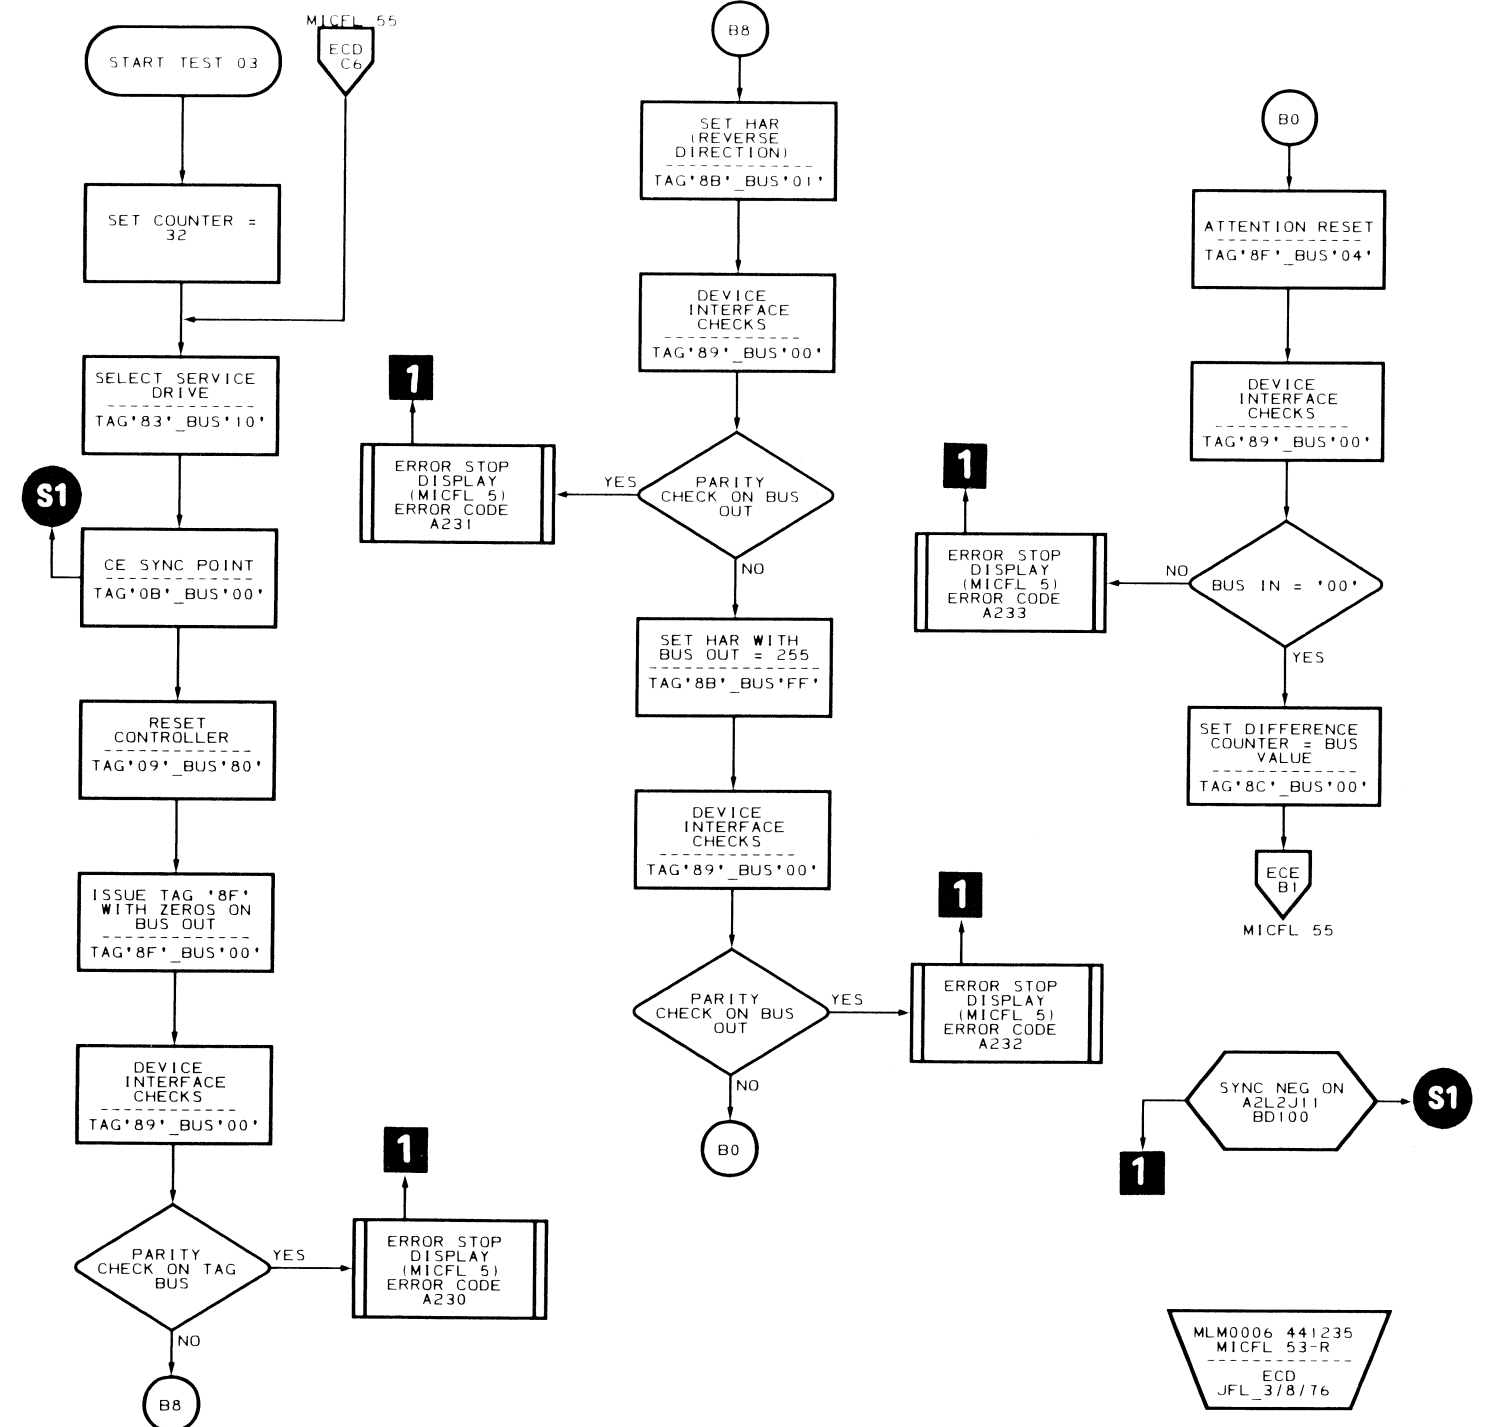 MICFL 55
START TEST 03
ECD
C6
SET COUNTER =
32
SELECT SERVICE
DRIVE
TAG'83'_BUS'10'
S1
CE SYNC POINT
TAG'0B'_BUS'00'
RESET
CONTROLLER
TAG'09'_BUS'80'
ISSUE TAG '8F'
WITH ZEROS ON
BUS OUT
TAG'8F'_BUS'00'
DEVICE
INTERFACE
CHECKS
TAG'89'_BUS'00'
PARITY
CHECK ON TAG
BUS
YES
1
ERROR STOP
DISPLAY
(MICFL 5)
ERROR CODE
A230
NO
B8
B8
SET HAR
(REVERSE
DIRECTION)
TAG'8B'_BUS'01'
DEVICE
INTERFACE
CHECKS
TAG'89'_BUS'00'
PARITY
CHECK ON BUS
OUT
YES
1
ERROR STOP
DISPLAY
(MICFL 5)
ERROR CODE
A231
NO
SET HAR WITH
BUS OUT = 255
TAG'8B'_BUS'FF'
DEVICE
INTERFACE
CHECKS
TAG'89'_BUS'00'
PARITY
CHECK ON BUS
OUT
YES
1
ERROR STOP
DISPLAY
(MICFL 5)
ERROR CODE
A232
NO
B0
B0
ATTENTION RESET
TAG'8F'_BUS'04'
DEVICE
INTERFACE
CHECKS
TAG'89'_BUS'00'
BUS IN = '00'
NO
1
ERROR STOP
DISPLAY
(MICFL 5)
ERROR CODE
A233
YES
SET DIFFERENCE
COUNTER = BUS
VALUE
TAG'8C'_BUS'00'
ECE
B1
MICFL 55
SYNC NEG ON
A2L2J11
BD100
S1
1
MLM0006 441235
MICFL 53-R
ECD
JFL_3/8/76